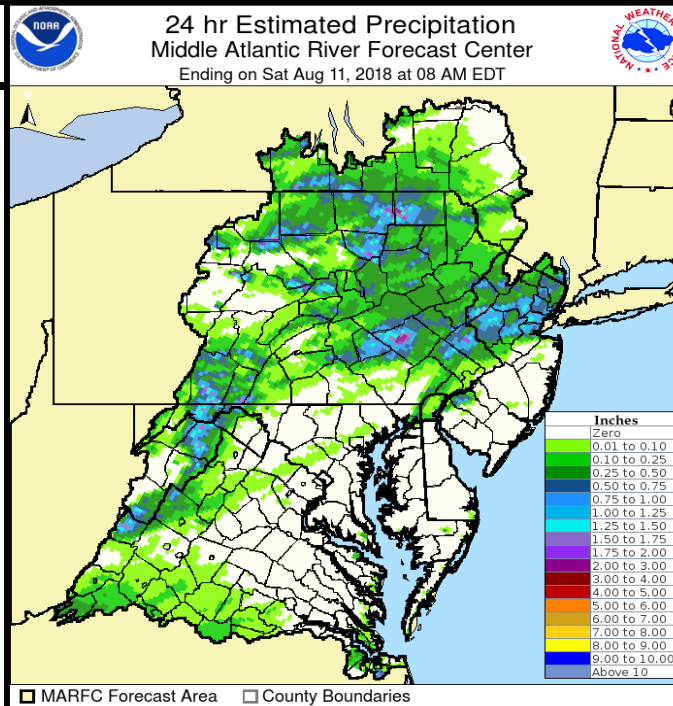 24 hr Estimated Precipitation
Middle Atlantic River Forecast Center
Ending on Sat Aug 11, 2018 at 08 AM EDT
NOAA
NATIONAL WEATHER
N
Inches
Zero
0.01 to 0.10
0.10 to 0.25
0.25 to 0.50
0.50 to 0.75
0.75 to 1.00
1.00 to 1.25
1.25 to 1.50
1.50 to 1.75
1.75 to 2.00
2.00 to 3.00
3.00 to 4.00
4.00 to 5.00
5.00 to 6.00
6.00 to 7.00
7.00 to 8.00
8.00 to 9.00
9.00 to 10.00
Above 10
MARFC Forecast Area
County Boundaries